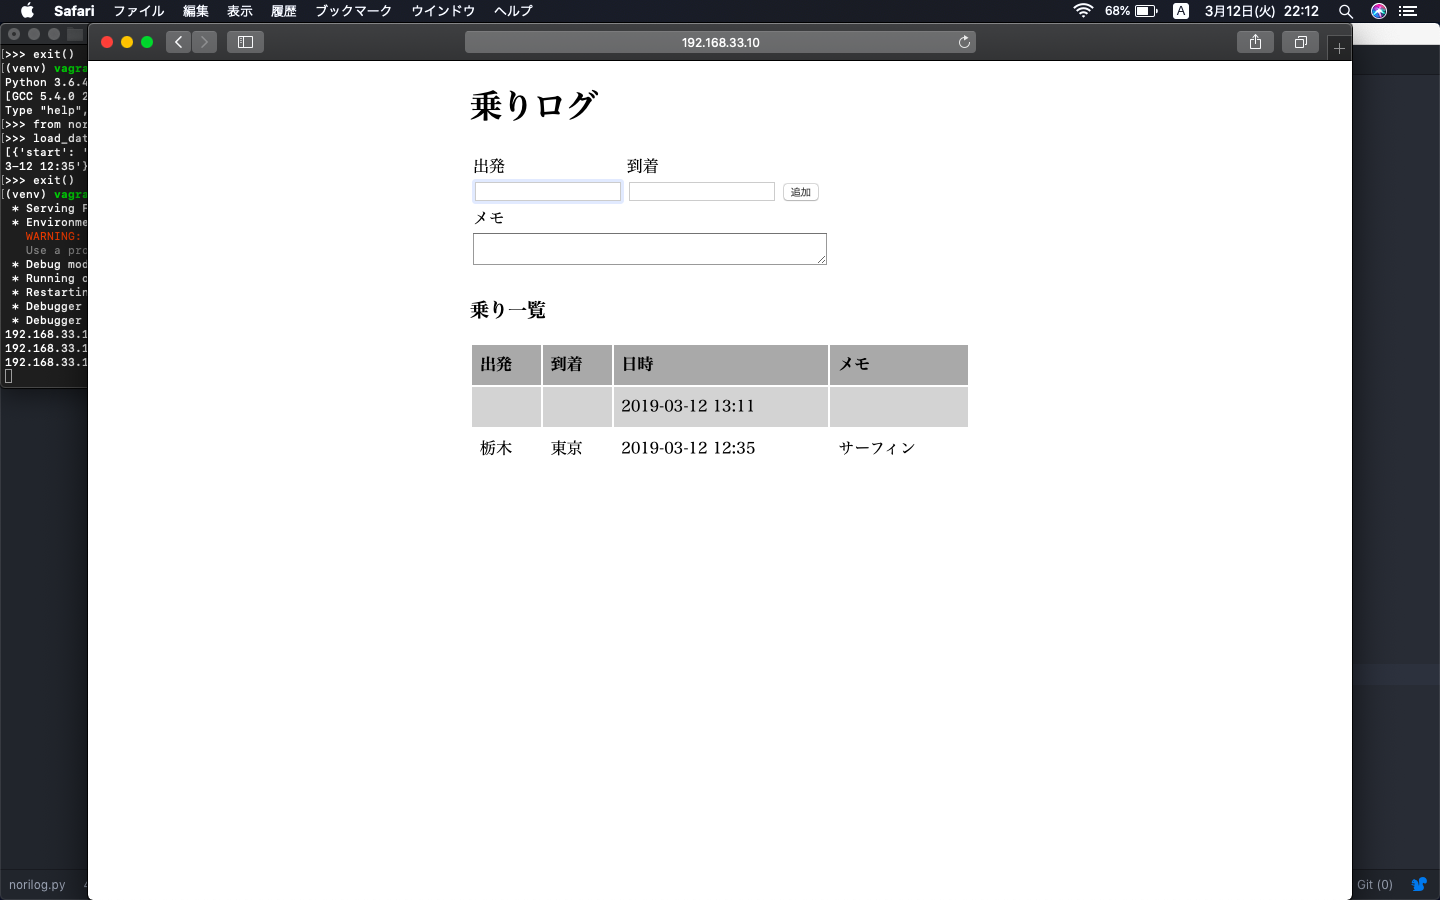 Safari ファイル 編集 表示 履歴 ブックマーク ウインドウ ヘルプ 68% A 3月12日(火) 22:12
192.168.33.10
[>>> exit()
[(venv) vagra
Python 3.6.4
[GCC 5.4.0 2
Type "help",
[>>> from nor
[>>> load_dat
[{'start': '
3-12 12:35'}
[>>> exit()
[(venv) vagra
* Serving F
* Environme
WARNING:
Use a pro
* Debug mod
* Running o
* Restartin
* Debugger
* Debugger
192.168.33.1
192.168.33.1
192.168.33.1
乗りログ
出発 到着
追加
メモ
乗り一覧
出発 到着 日時 メモ
2019-03-12 13:11
栃木 東京 2019-03-12 12:35 サーフィン
norilog.py Git (0)